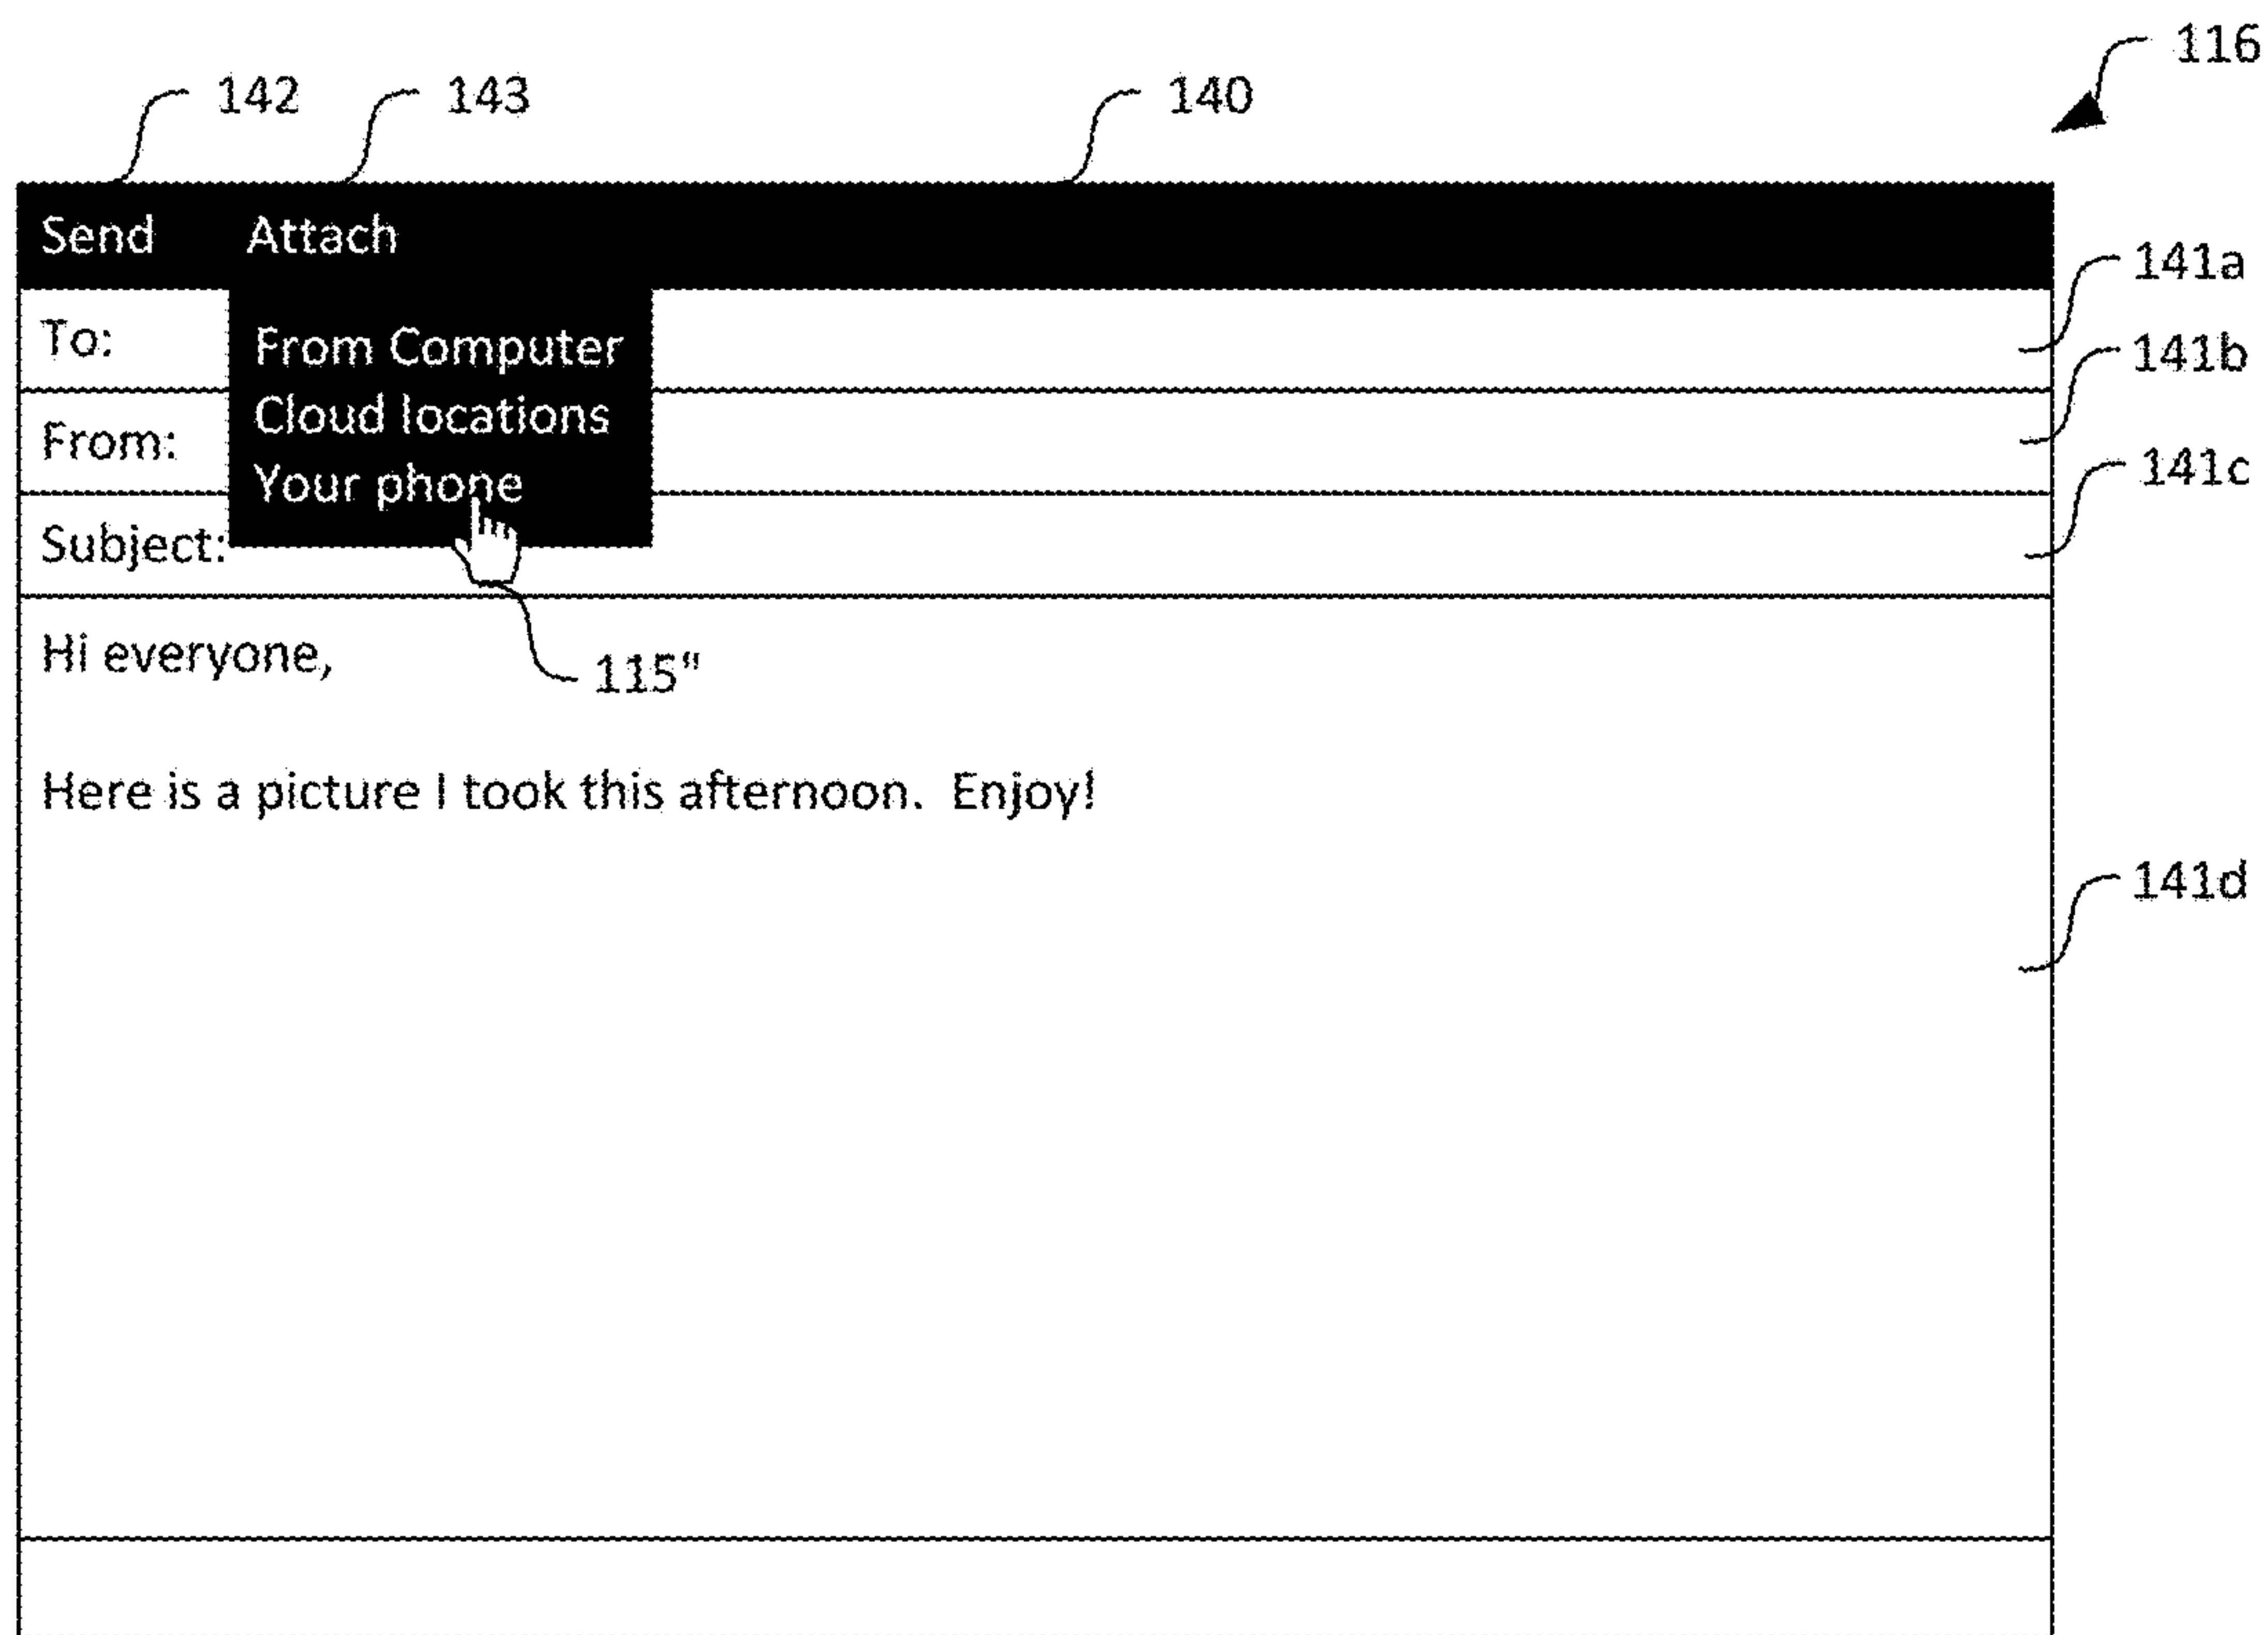 116
142 143 140
Send Attach
141a
To: From Computer
141b
Cloud locations
From:
141c
Your phone
Subject:
Hi everyone,
115"
Here is a picture I took this afternoon.  Enjoy!
141d